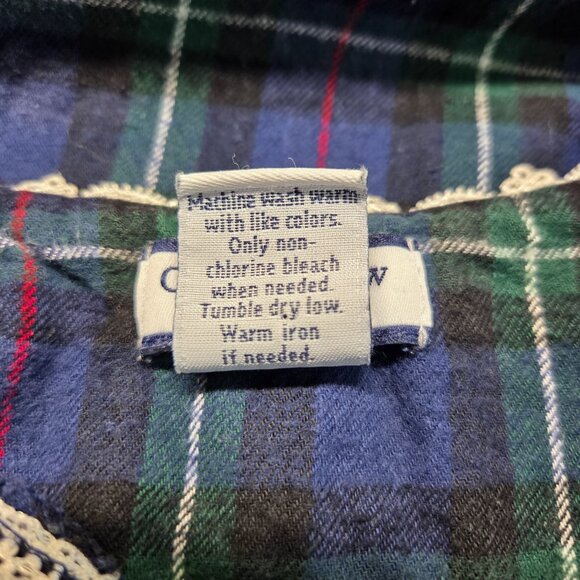 Machine wash warm
with like colors.
Only non-
chlorine bleach
when needed.
Tumble dry low.
Warm iron
if needed.